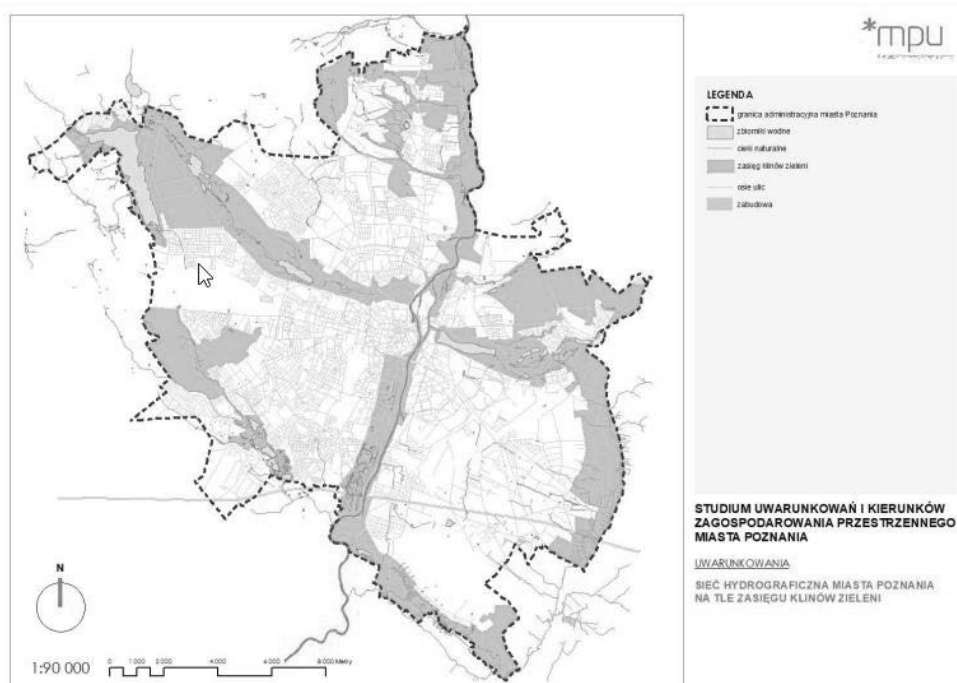 *mpu
LEGENDA
granica administracyjna miasta Poznania
zbiorniki wodne
cieki naturalne
zasięg klinów zieleni
osie ulic
zabudowa
STUDIUM UWARUNKOWAŃ I KIERUNKÓW
ZAGOSPODAROWANIA PRZESTRZENNEGO
MIASTA POZNANIA
UWARUNKOWANIA
SIEĆ HYDROGRAFICZNA MIASTA POZNANIA
NA TLE ZASIĘGU KLINÓW ZIELENI
N
1:90 000
0 1 000 2 000 4 000 6 000 8 000 Metry